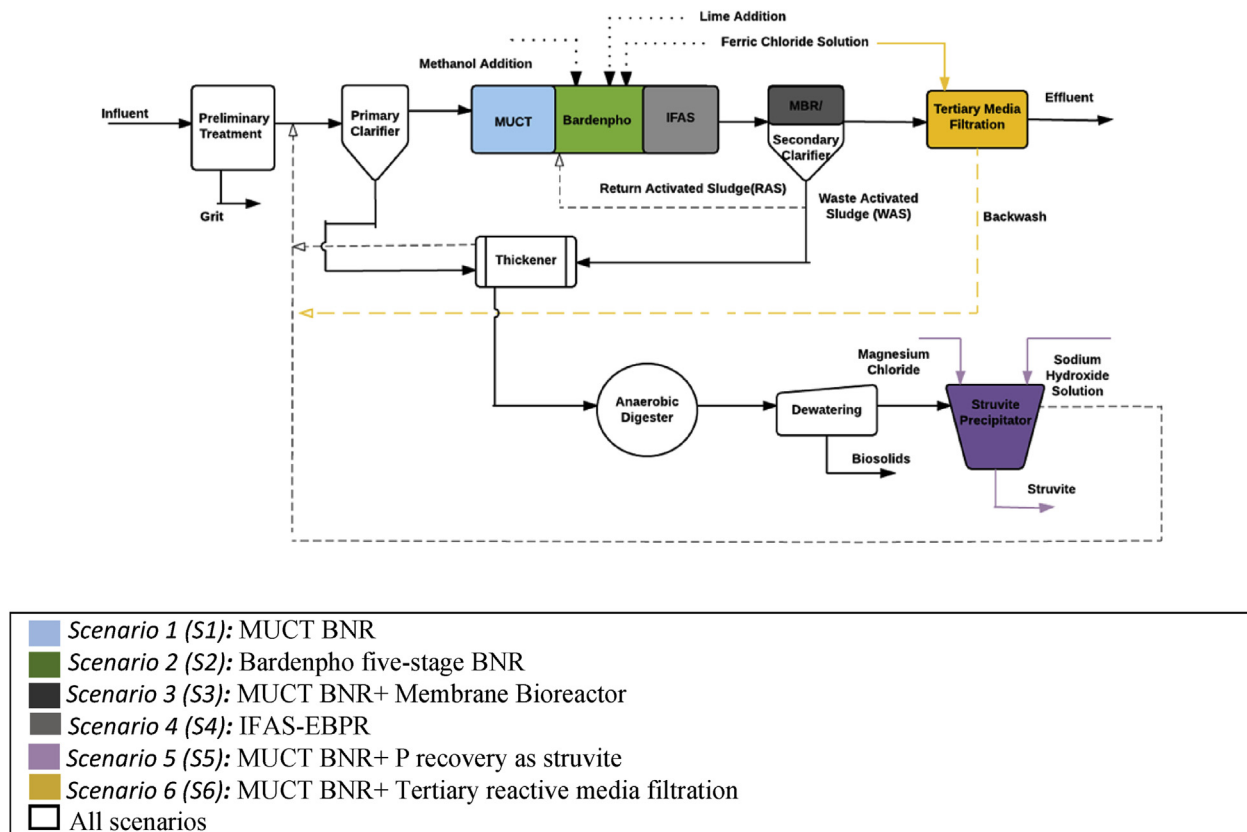 Lime Addition
Ferric Chloride Solution
Methanol Addition
Influent
Preliminary
Treatment
Primary
Clarifier
MUCT
Bardenpho
IFAS
MBR/
Secondary
Clarifier
Tertiary Media
Filtration
Effluent
Grit
Return Activated Sludge(RAS)
Waste Activated
Sludge (WAS)
Backwash
Thickener
Magnesium
Chloride
Sodium
Hydroxide
Solution
Anaerobic
Digester
Dewatering
Struvite
Precipitator
Biosolids
Struvite
Scenario 1 (S1): MUCT BNR
Scenario 2 (S2): Bardenpho five-stage BNR
Scenario 3 (S3): MUCT BNR+ Membrane Bioreactor
Scenario 4 (S4): IFAS-EBPR
Scenario 5 (S5): MUCT BNR+ P recovery as struvite
Scenario 6 (S6): MUCT BNR+ Tertiary reactive media filtration
All scenarios